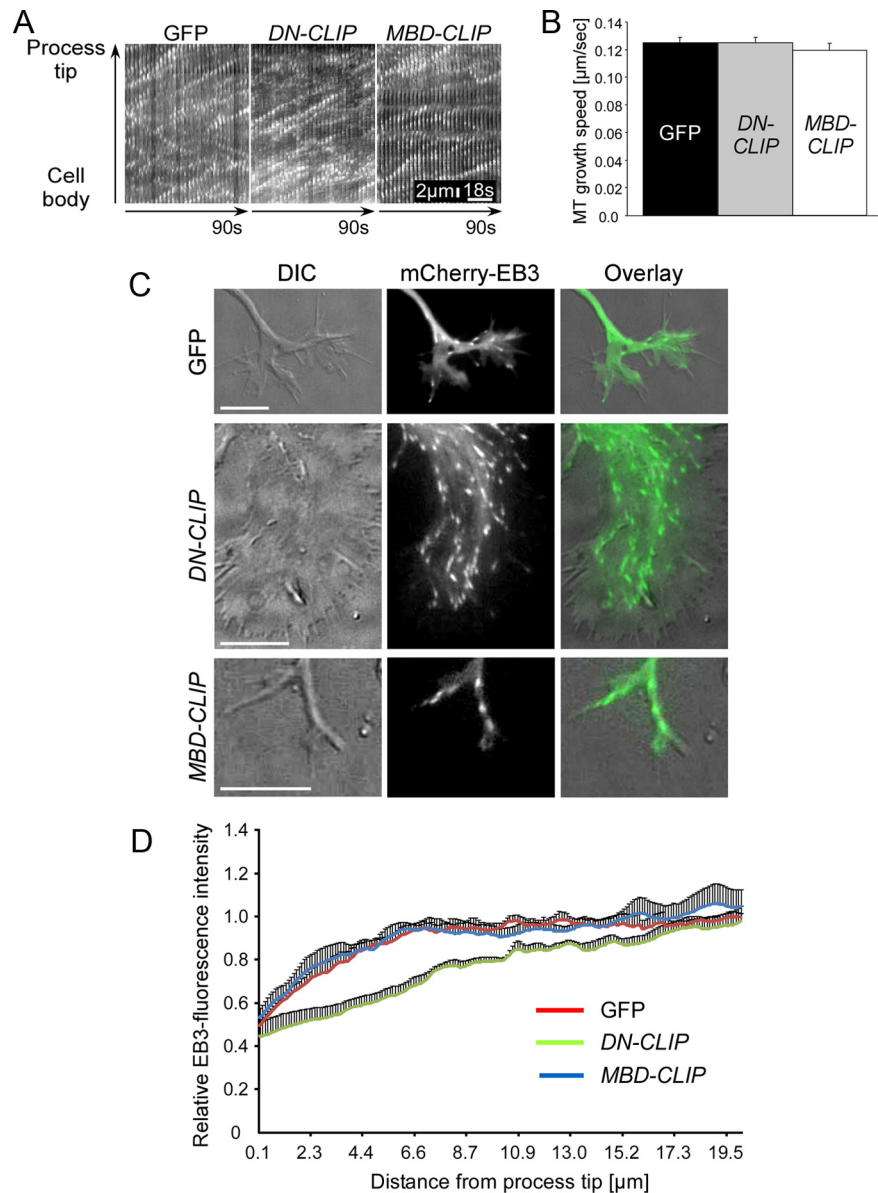 A
GFP DN-CLIP MBD-CLIP
Process tip
Cell body
2µm 18s
90s 90s 90s
B
MT growth speed [µm/sec]
0.14
0.12
0.10
0.08
0.06
0.04
0.02
0.0
GFP
DN-CLIP
MBD-CLIP
C
DIC mCherry-EB3 Overlay
GFP
DN-CLIP
MBD-CLIP
D
Relative EB3-fluorescence intensity
1.4
1.2
1.0
0.8
0.6
0.4
0.2
0
GFP
DN-CLIP
MBD-CLIP
0.1 2.3 4.4 6.6 8.7 10.9 13.0 15.2 17.3 19.5
Distance from process tip [µm]